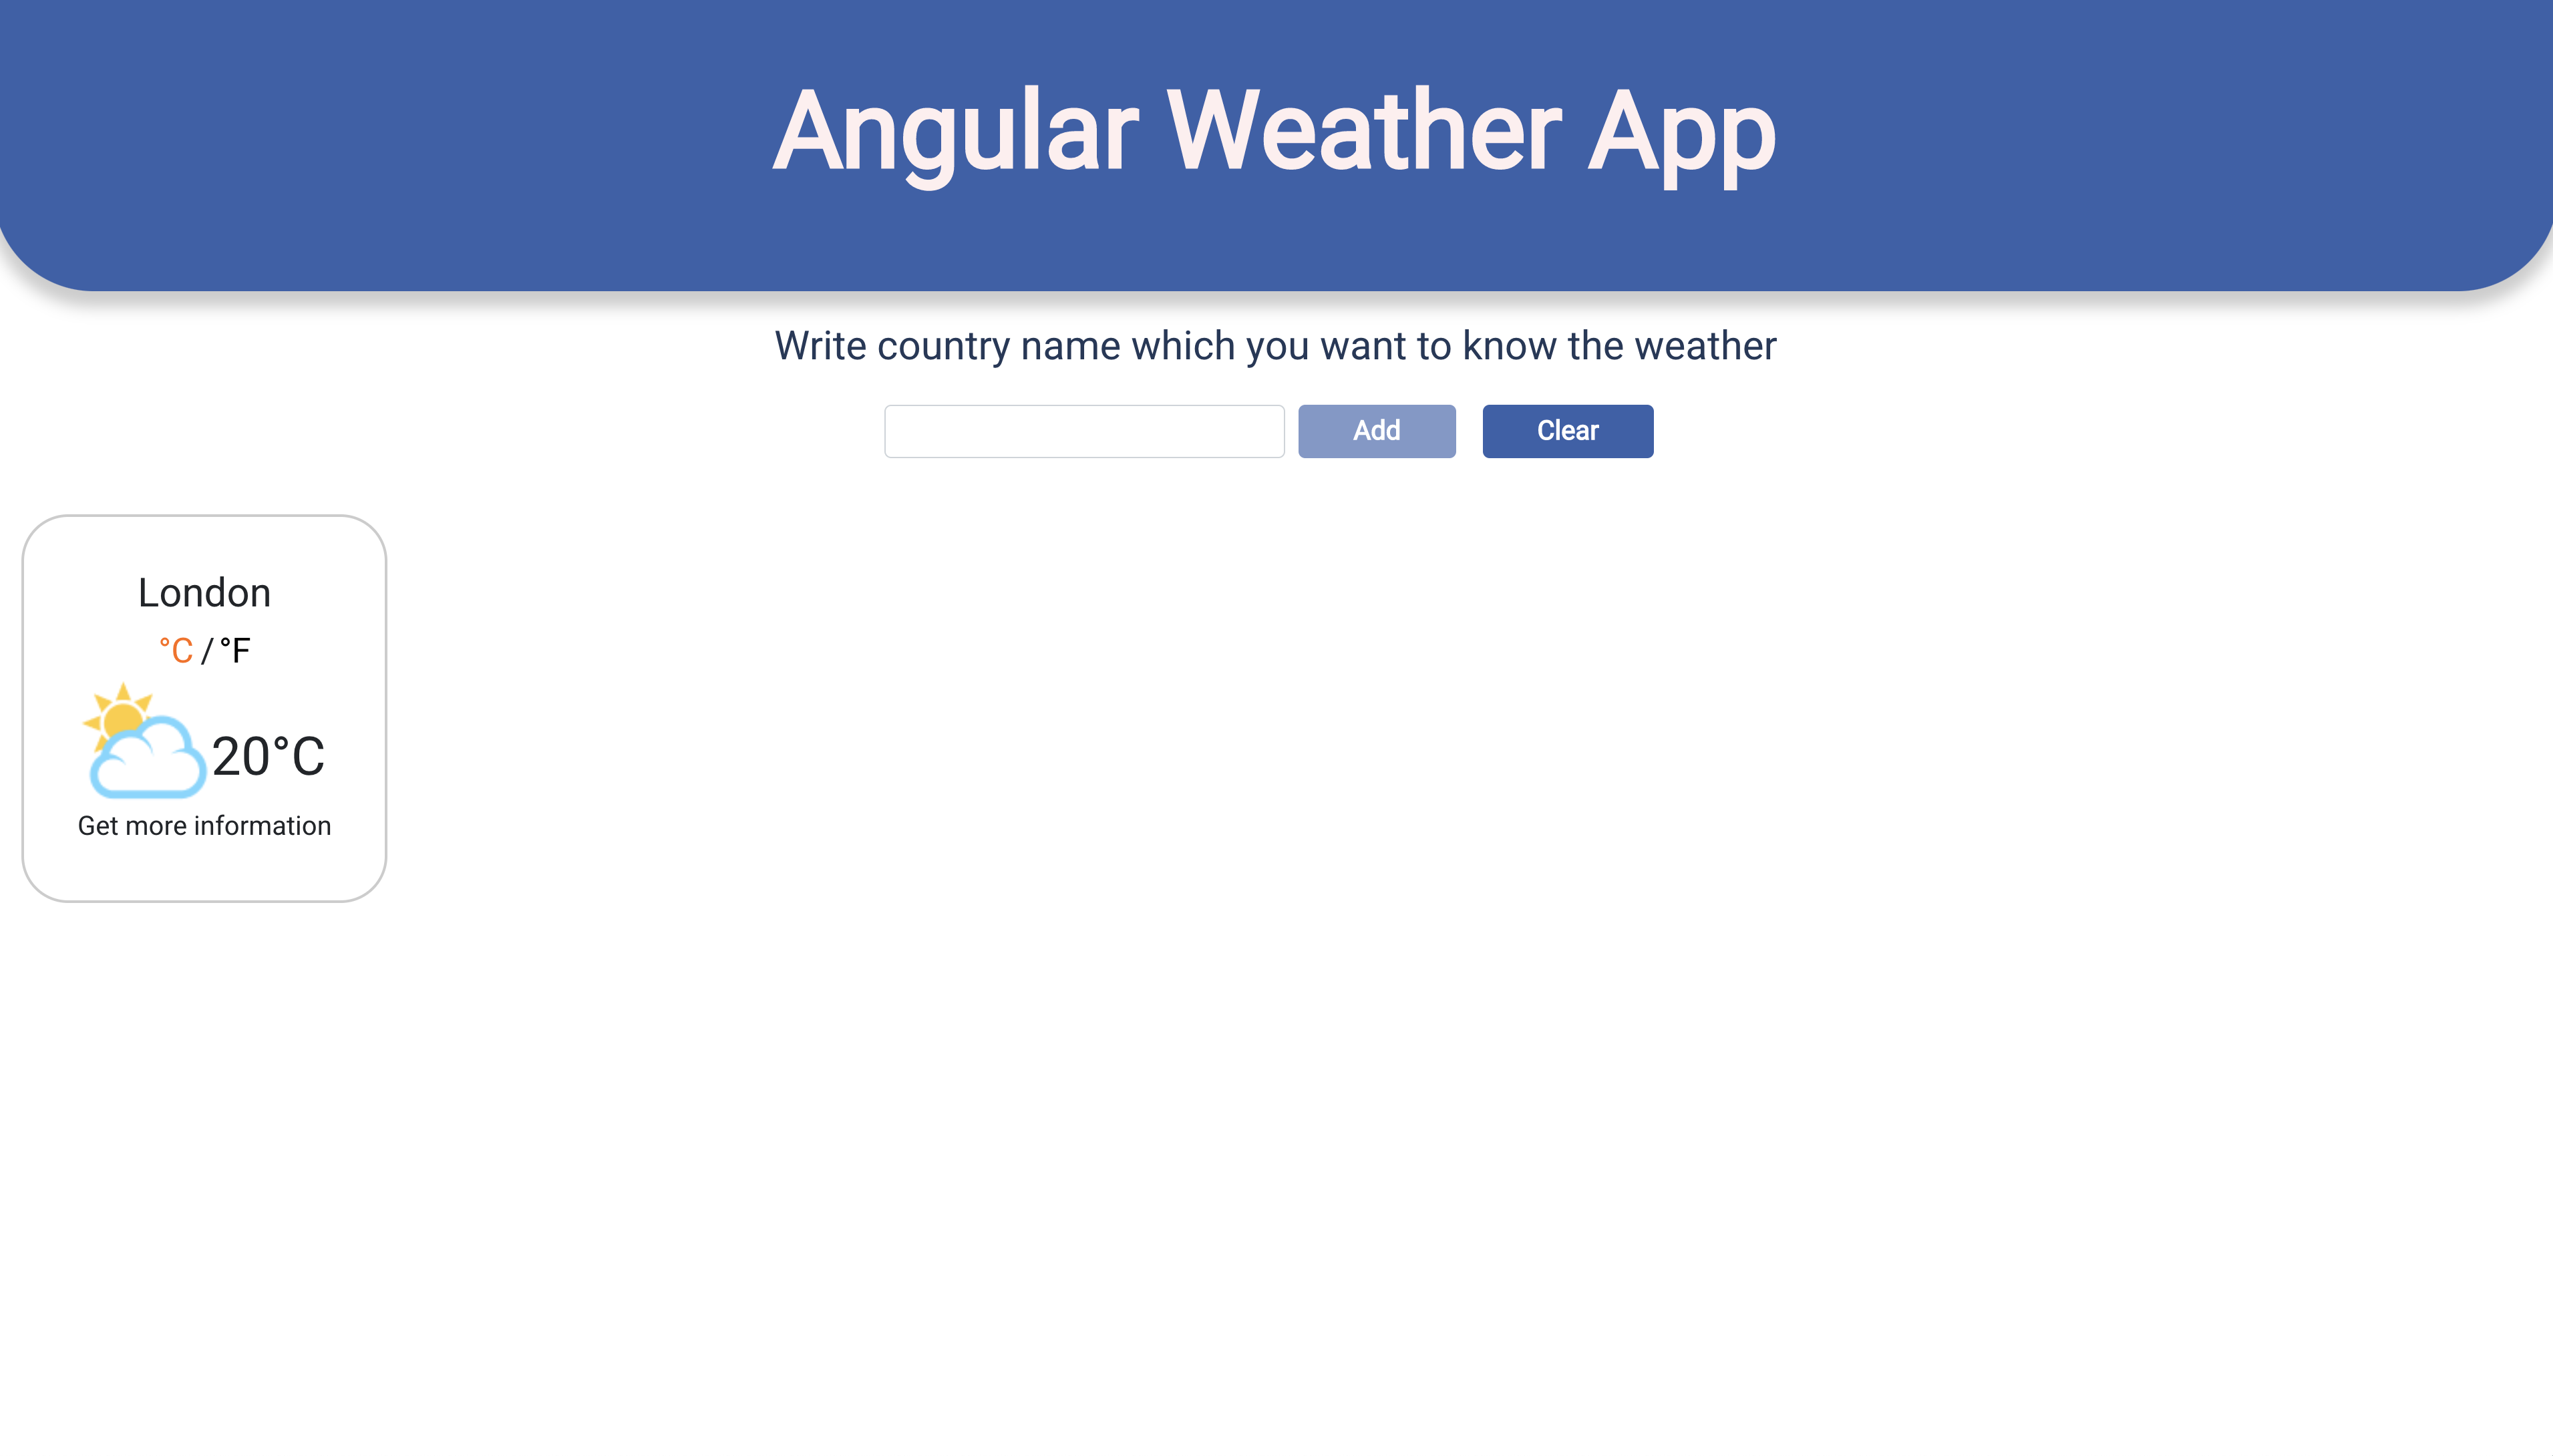 Angular Weather App
Write country name which you want to know the weather
Add Clear
London
°C / °F
20°C
Get more information